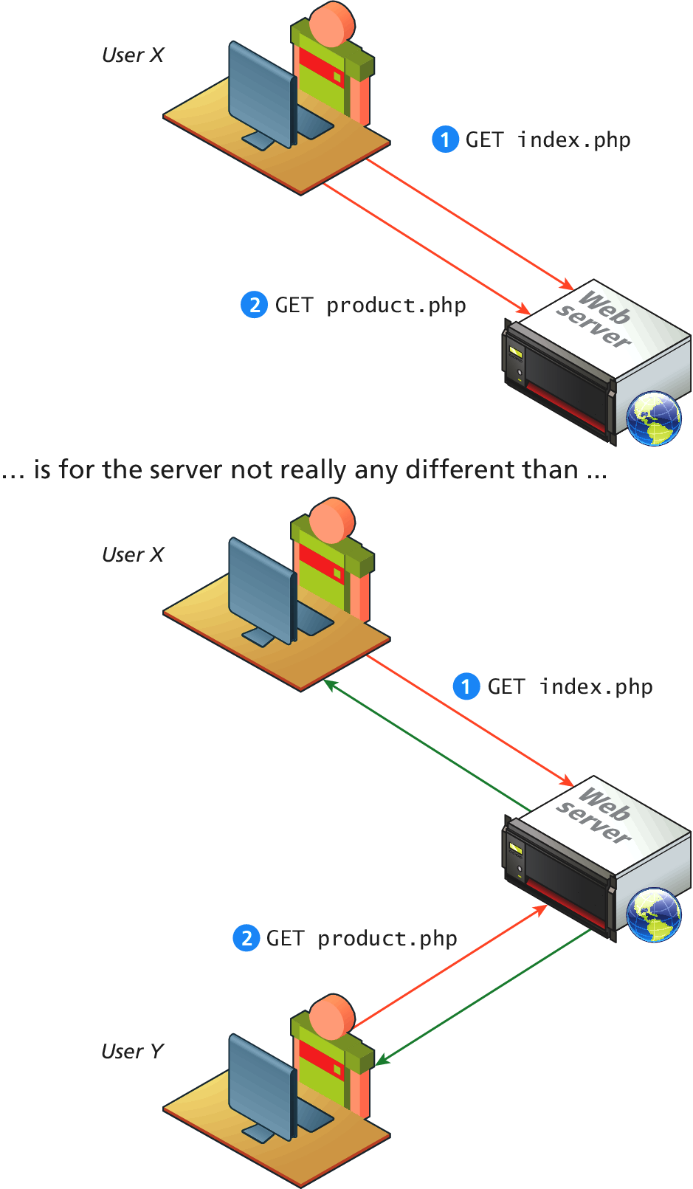 User X
1 GET index.php
2 GET product.php
Web
server
... is for the server not really any different than ...
User X
1 GET index.php
Web
server
2 GET product.php
User Y